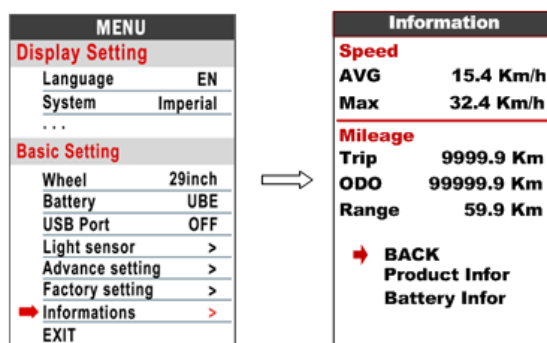 MENU
Display Setting
Language EN
System Imperial
...
Basic Setting
Wheel 29inch
Battery UBE
USB Port OFF
Light sensor >
Advance setting >
Factory setting >
Informations >
EXIT
Information
Speed
AVG 15.4 Km/h
Max 32.4 Km/h
Mileage
Trip 9999.9 Km
ODO 99999.9 Km
Range 59.9 Km
BACK
Product Infor
Battery Infor